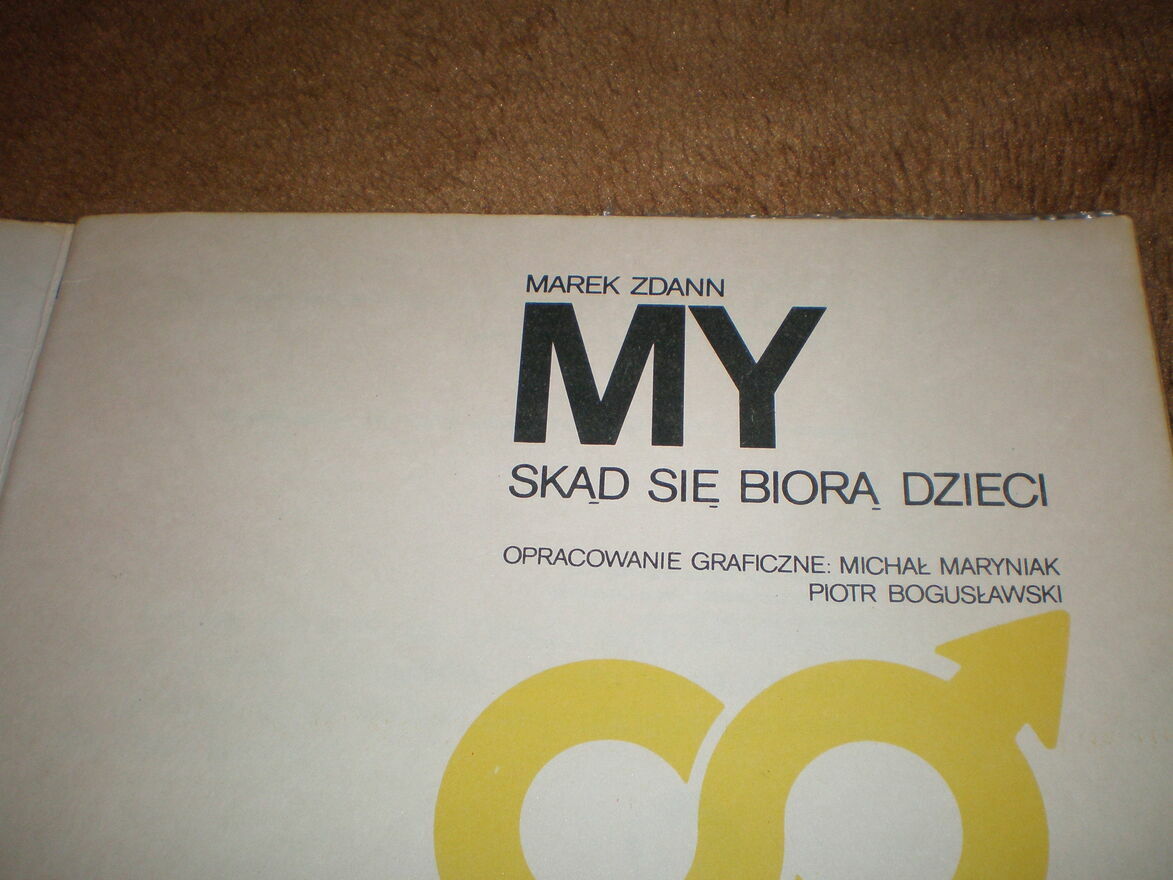 MAREK ZDANN
MY
SKĄD SIĘ BIORĄ DZIECI
OPRACOWANIE GRAFICZNE: MICHAŁ MARYNIAK
PIOTR BOGUSŁAWSKI